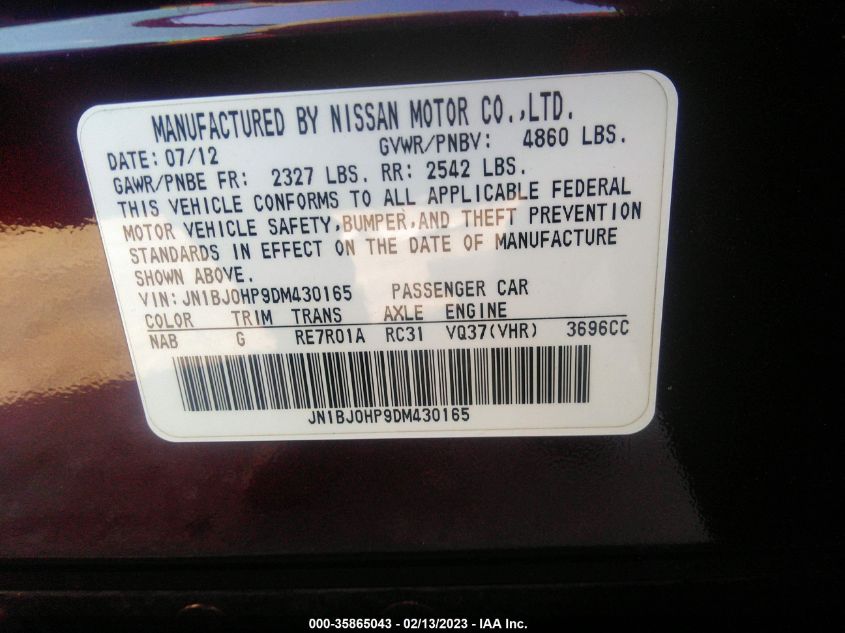 MANUFACTURED BY NISSAN MOTOR CO.,LTD.
DATE: 07/12 GVWR/PNBV: 4860 LBS.
GAWR/PNBE FR: 2327 LBS. RR: 2542 LBS.
THIS VEHICLE CONFORMS TO ALL APPLICABLE FEDERAL
MOTOR VEHICLE SAFETY,BUMPER,AND THEFT PREVENTION
STANDARDS IN EFFECT ON THE DATE OF MANUFACTURE
SHOWN ABOVE.
VIN:JN1BJ0HP9DM430165 PASSENGER CAR
COLOR TRIM TRANS AXLE ENGINE
NAB G RE7R01A RC31 VQ37(VHR) 3696CC
JN1BJ0HP9DM430165
000-35865043 — 02/13/2023 — IAA Inc.